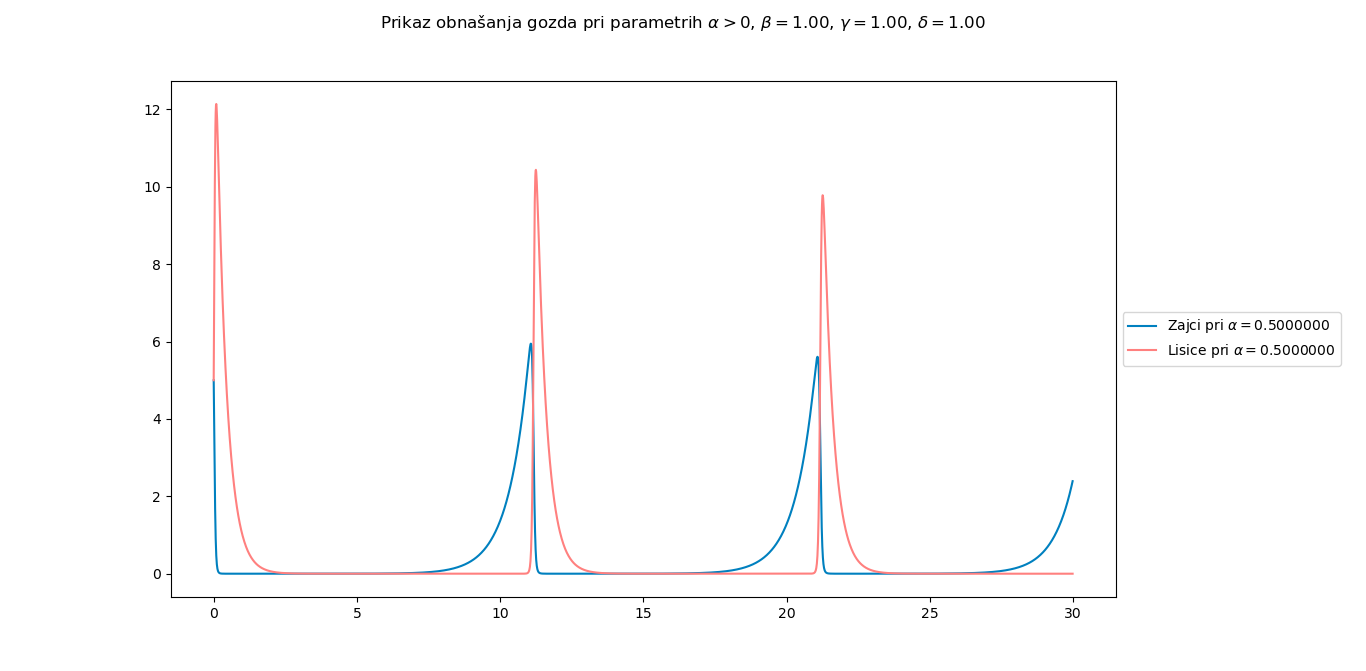 Prikaz obnašanja gozda pri parametrih α > 0, β = 1.00, γ = 1.00, δ = 1.00
12
10
8
6
4
2
0
0 5 10 15 20 25 30
Zajci pri α = 0.5000000
Lisice pri α = 0.5000000